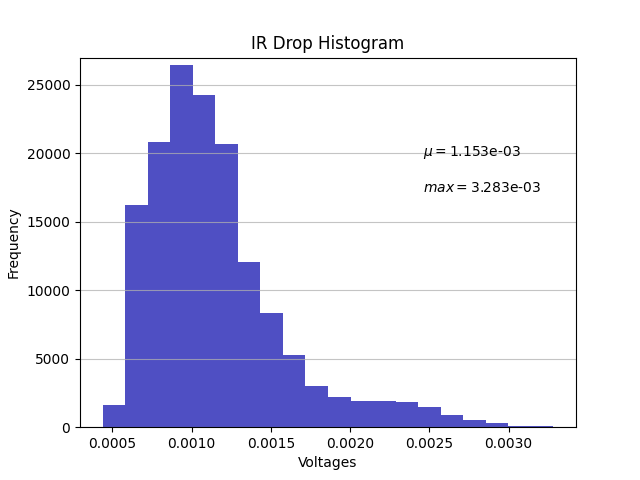 IR Drop Histogram
25000
20000
15000
10000
5000
0
Frequency
μ = 1.153e-03
max = 3.283e-03
0.0005 0.0010 0.0015 0.0020 0.0025 0.0030
Voltages